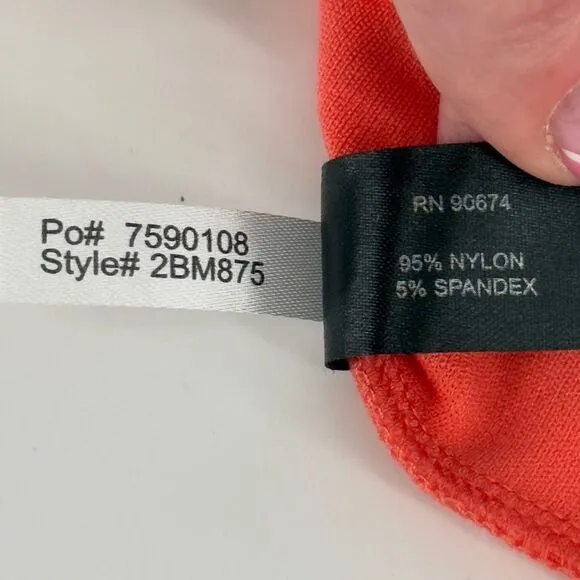 Po# 7590108
Style# 2BM875
RN 90674
95% NYLON
5% SPANDEX